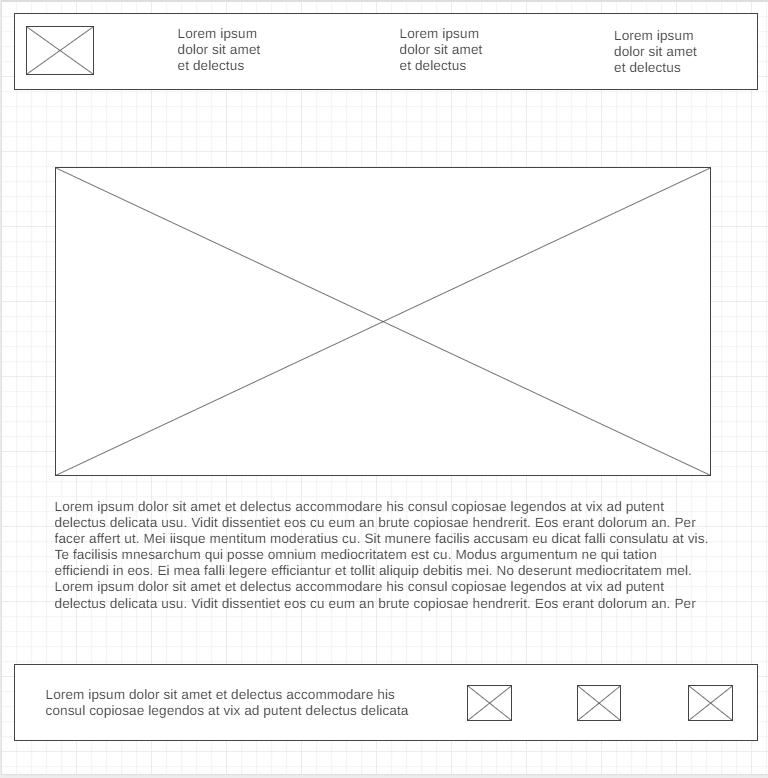 Lorem ipsum
dolor sit amet
et delectus
Lorem ipsum
dolor sit amet
et delectus
Lorem ipsum
dolor sit amet
et delectus
Lorem ipsum dolor sit amet et delectus accommodare his consul copiosae legendos at vix ad putent
delectus delicata usu. Vidit dissentiet eos cu eum an brute copiosae hendrerit. Eos erant dolorum an. Per
facer affert ut. Mei iisque mentitum moderatius cu. Sit munere facilis accusam eu dicat falli consulatu at vis.
Te facilisis mnesarchum qui posse omnium mediocritatem est cu. Modus argumentum ne qui tation
efficiendi in eos. Ei mea falli legere efficiantur et tollit aliquip debitis mei. No deserunt mediocritatem mel.
Lorem ipsum dolor sit amet et delectus accommodare his consul copiosae legendos at vix ad putent
delectus delicata usu. Vidit dissentiet eos cu eum an brute copiosae hendrerit. Eos erant dolorum an. Per
Lorem ipsum dolor sit amet et delectus accommodare his
consul copiosae legendos at vix ad putent delectus delicata